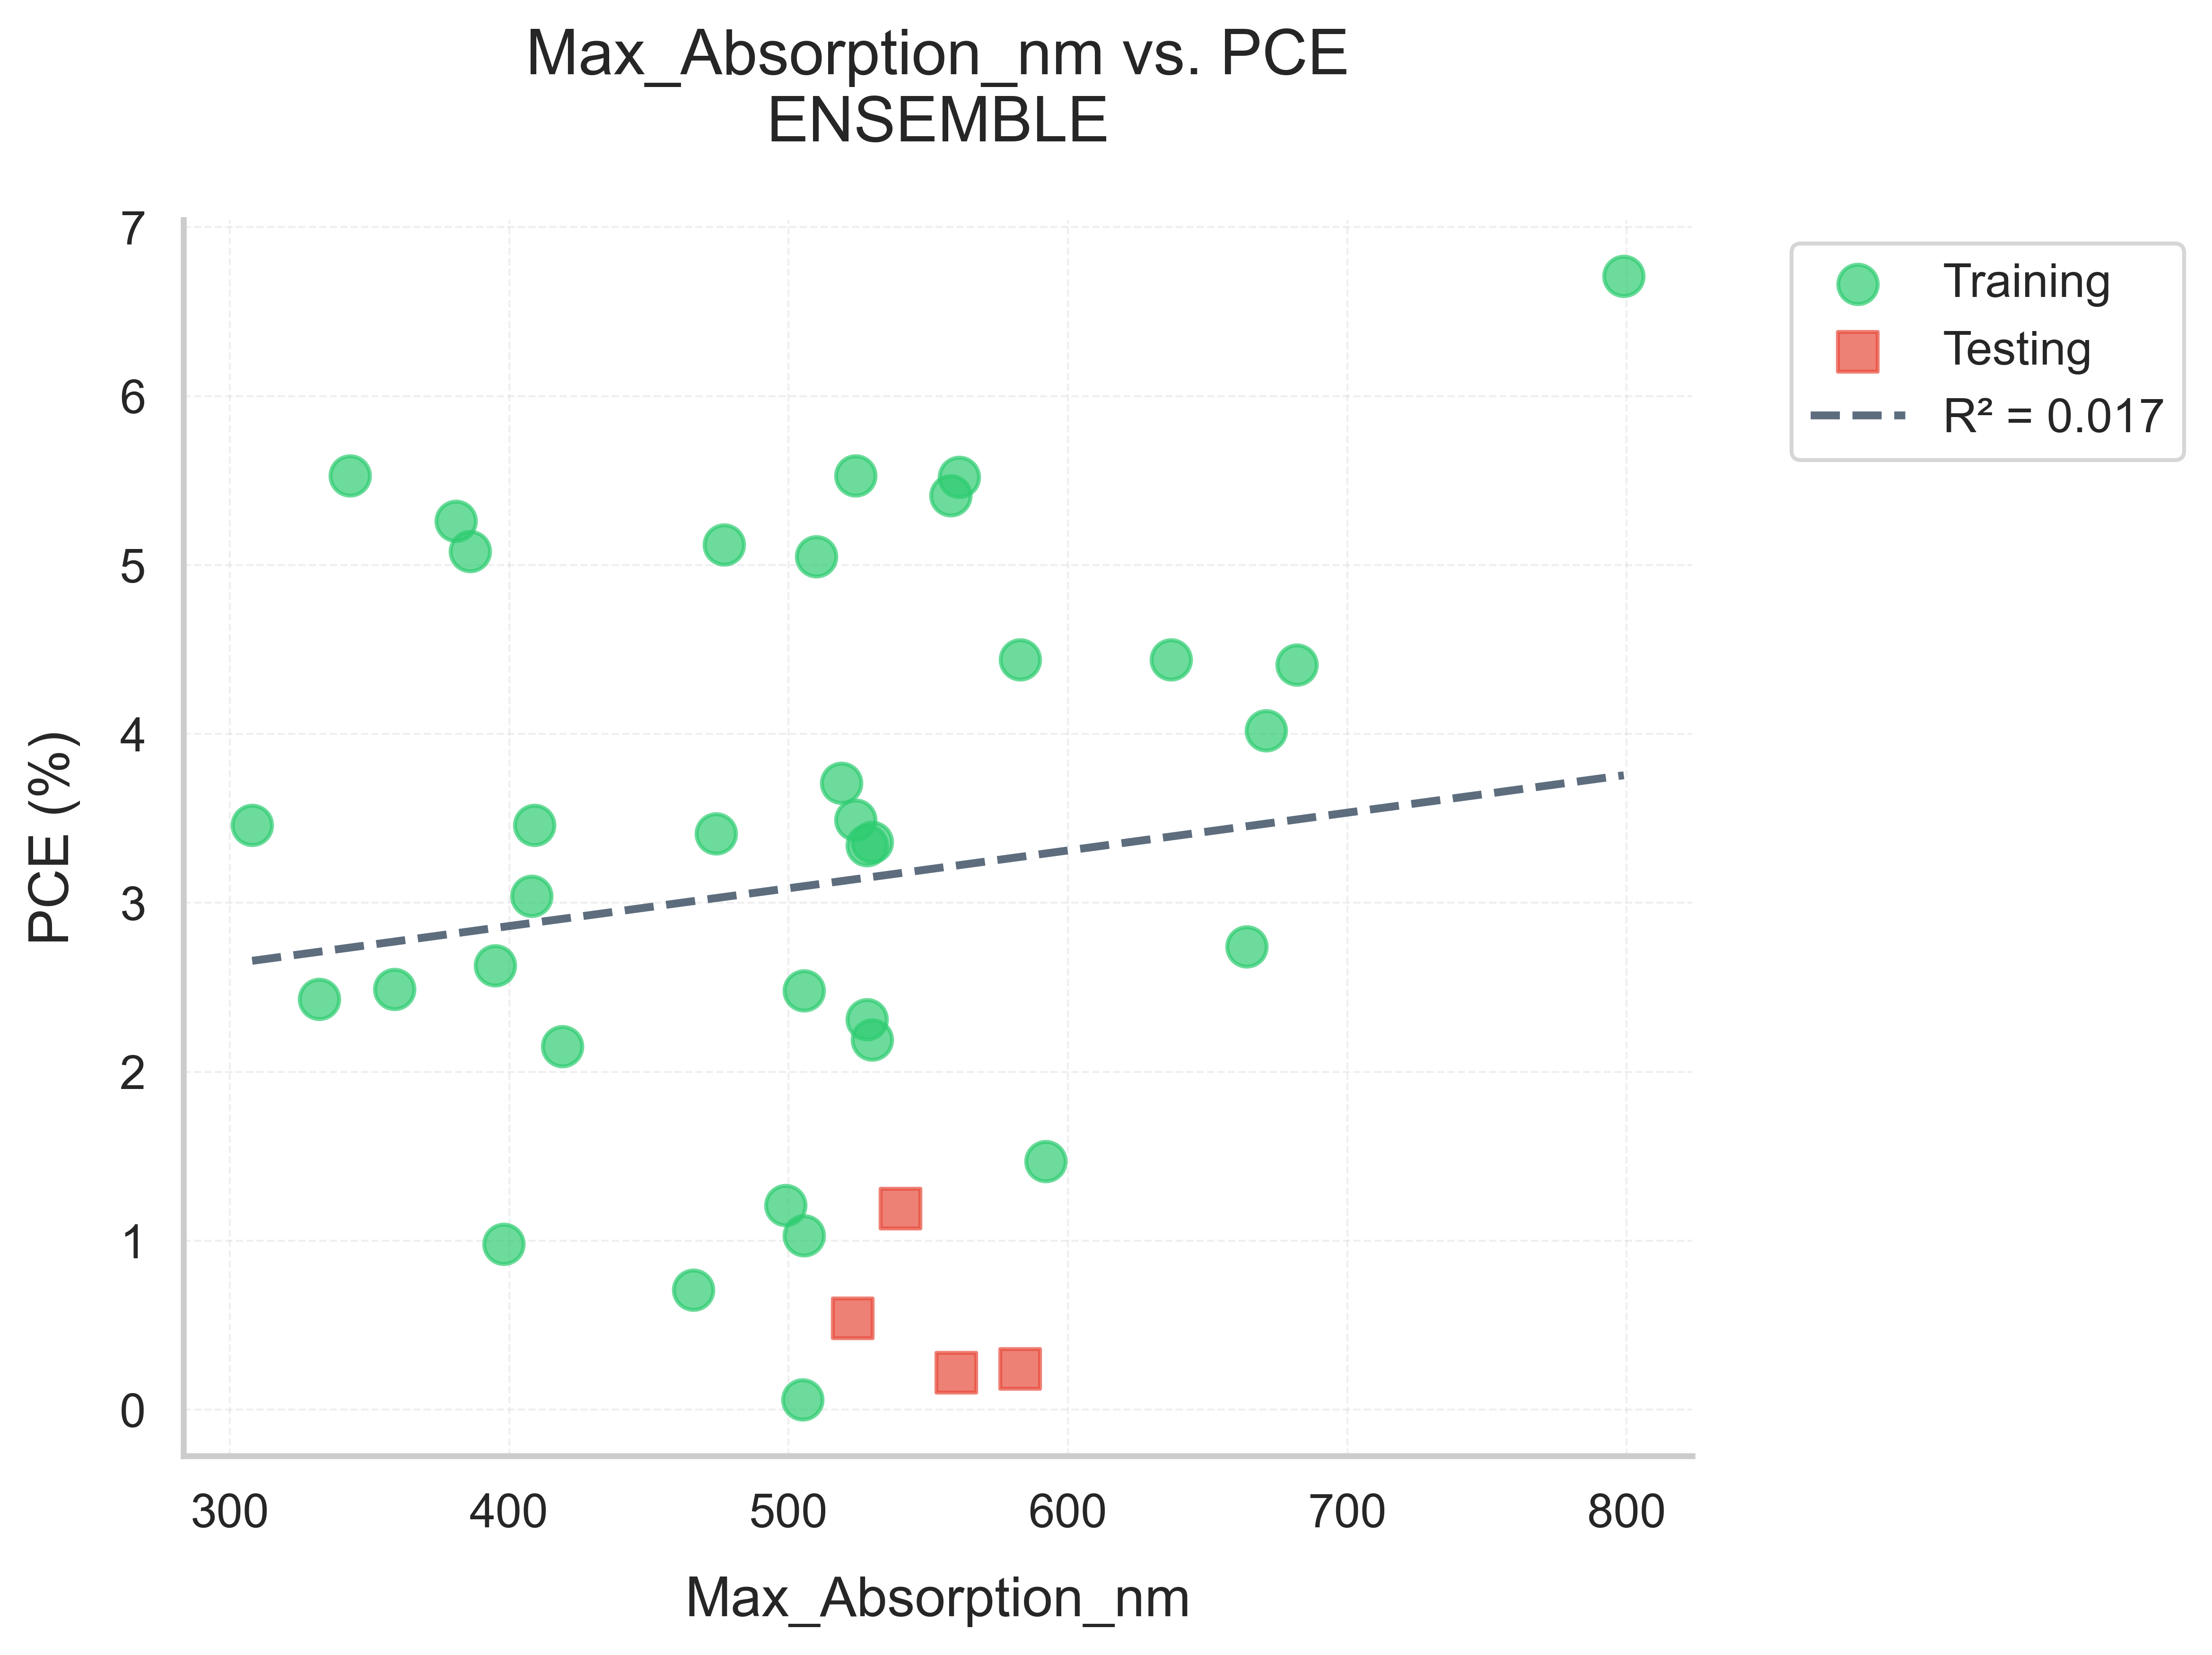 Max_Absorption_nm vs. PCE
ENSEMBLE
PCE (%)
7
6
5
4
3
2
1
0
300 400 500 600 700 800
Max_Absorption_nm
Training
Testing
R² = 0.017